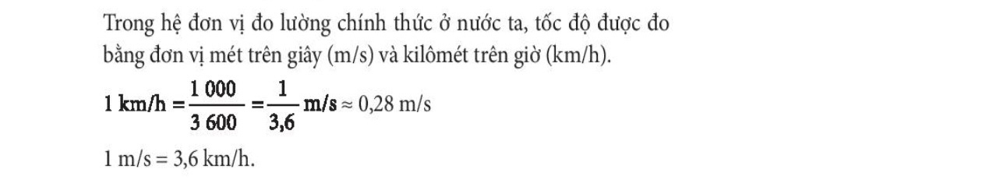 Trong hệ đơn vị đo lường chính thức ở nước ta, tốc độ được đo
bằng đơn vị mét trên giây (m/s) và kilômét trên giờ (km/h).
1 km/h = 1 000/3 600 = 1/3,6 m/s ≈ 0,28 m/s
1 m/s = 3,6 km/h.